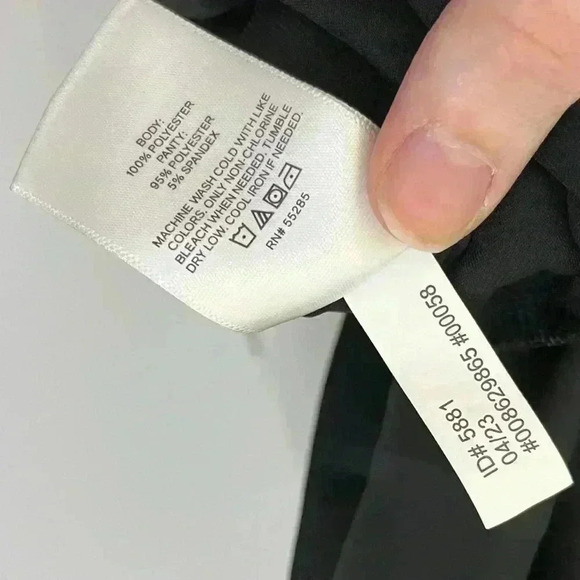 BODY:
100% POLYESTER
PANTY:
95% POLYESTER
5% SPANDEX
MACHINE WASH COLD WITH LIKE
COLORS, ONLY NON-CHLORINE
BLEACH WHEN NEEDED, TUMBLE
DRY LOW, COOL IRON IF NEEDED.
RN# 55285
ID# 5881
04/23
#008629865 #00058